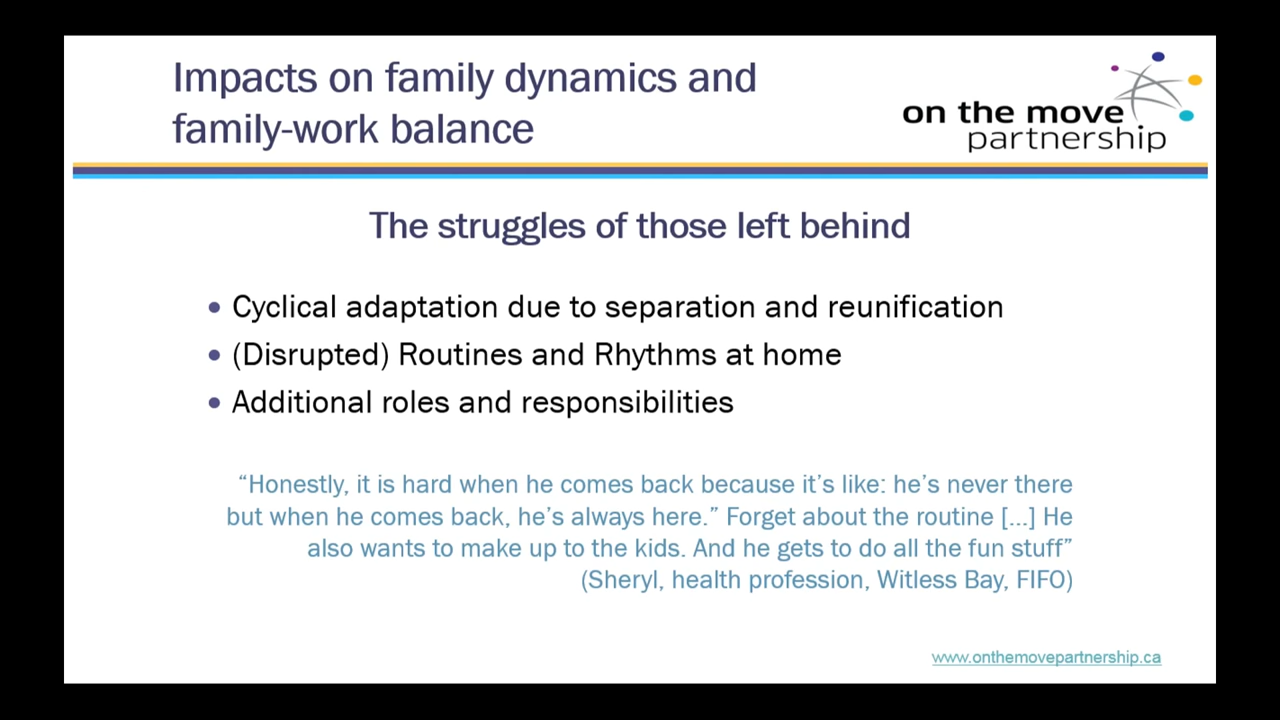 Impacts on family dynamics and
family-work balance
on the move
partnership
The struggles of those left behind
• Cyclical adaptation due to separation and reunification
• (Disrupted) Routines and Rhythms at home
• Additional roles and responsibilities
“Honestly, it is hard when he comes back because it’s like: he’s never there
but when he comes back, he’s always here.” Forget about the routine [...] He
also wants to make up to the kids. And he gets to do all the fun stuff”
(Sheryl, health profession, Witless Bay, FIFO)
www.onthemovepartnership.ca